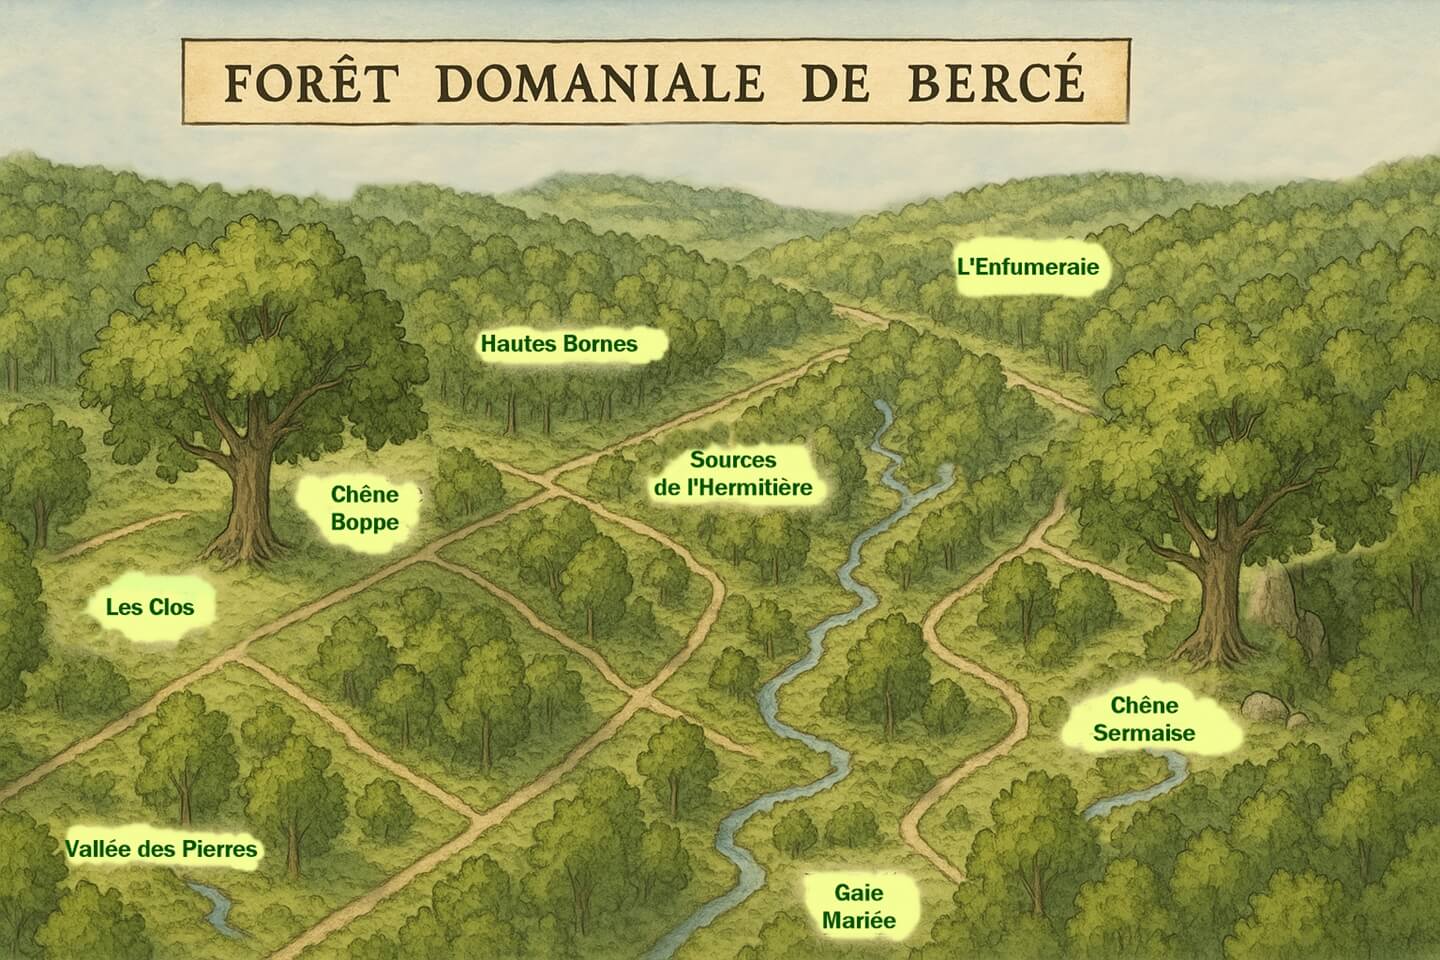 FORÊT DOMANIALE DE BERCÉ
L'Enfumeraie
Hautes Bornes
Sources
de l'Hermitière
Chêne
Boppe
Les Clos
Chêne
Sermaise
Vallée des Pierres
Gaie
Mariée